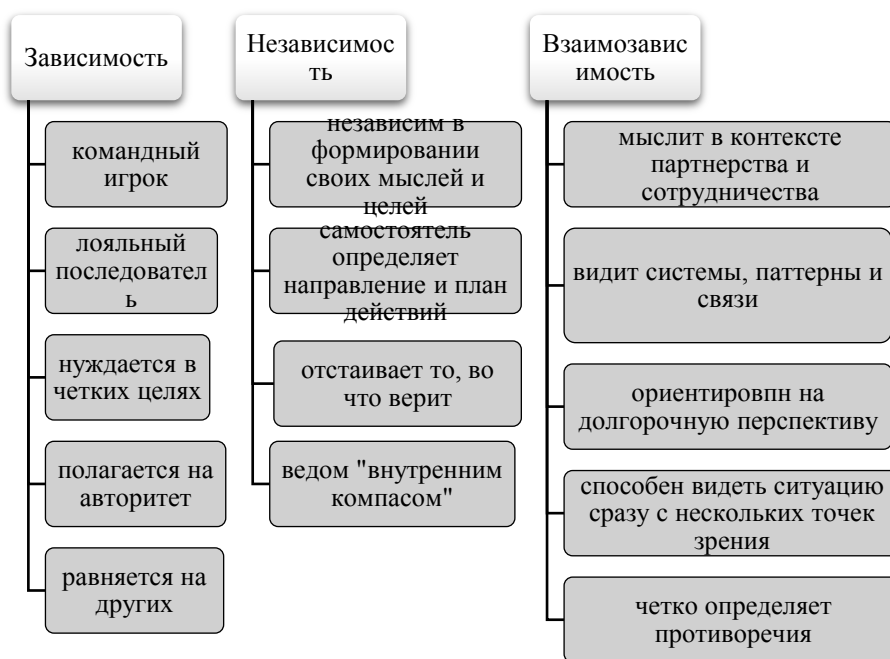 Зависимость
командный
игрок
лояльный
последовател
ь
нуждается в
четких целях
полагается на
авторитет
равняется на
других
Независимос
ть
независим в
формировании
своих мыслей и
целей
самостоятель
определяет
направление и план
действий
отстаивает то, во
что верит
ведом "внутренним
компасом"
Взаимозавис
имость
мыслит в контексте
партнерства и
сотрудничества
видит системы, паттерны и
связи
ориентировпн на
долгорочную перспективу
способен видеть ситуацию
сразу с нескольких точек
зрения
четко определяет
противоречия